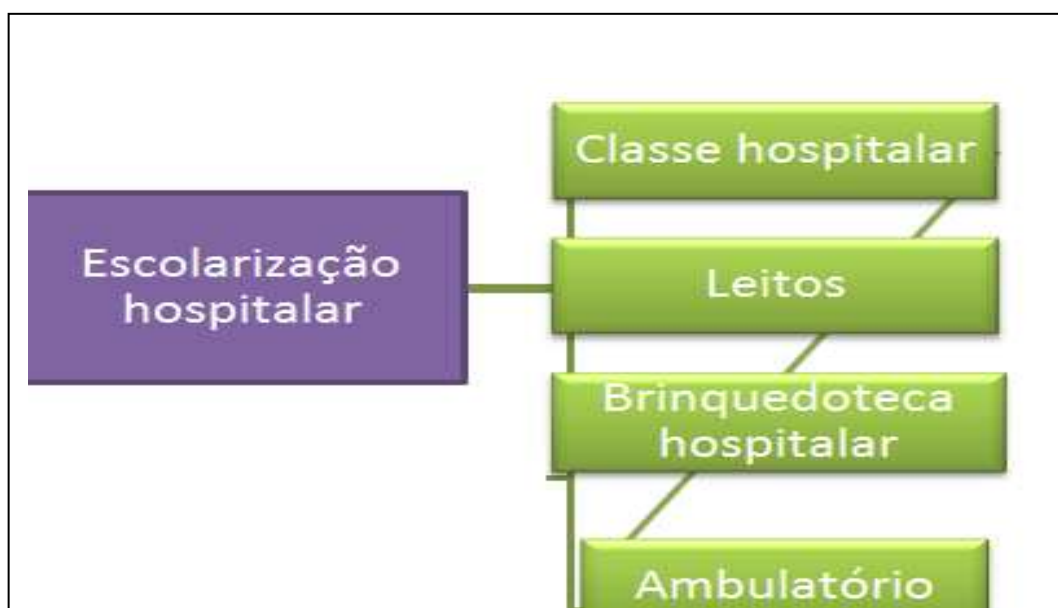 Escolarização
hospitalar
Classe hospitalar
Leitos
Brinquedoteca
hospitalar
Ambulatório